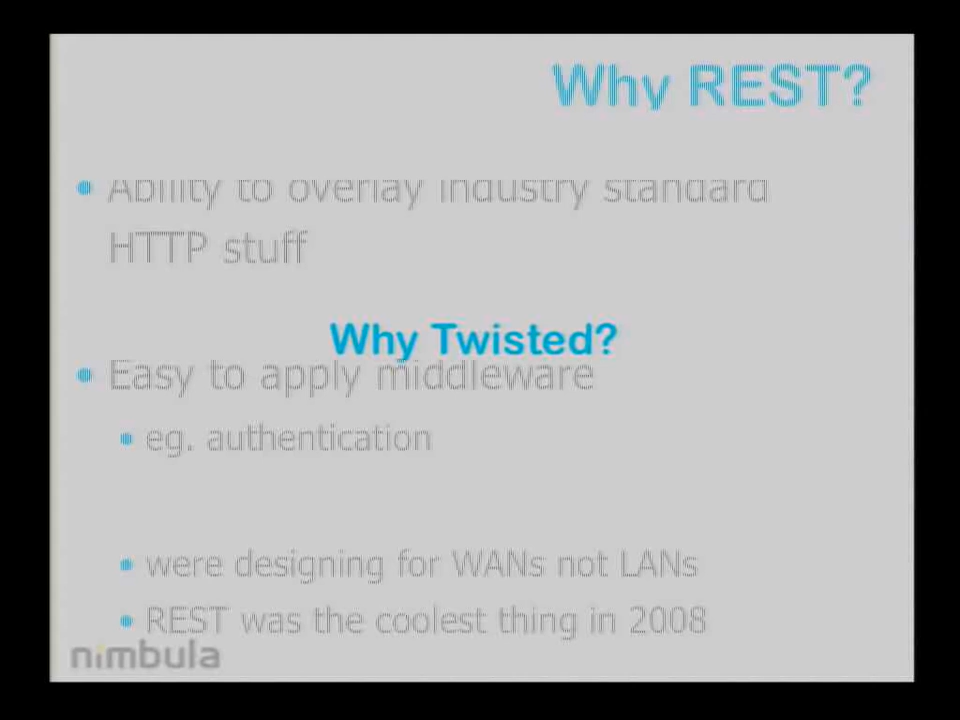 Why REST?
• Ability to overlay industry standard
HTTP stuff
Why Twisted?
• Easy to apply middleware
• eg. authentication
• were designing for WANs not LANs
• REST was the coolest thing in 2008
nimbula